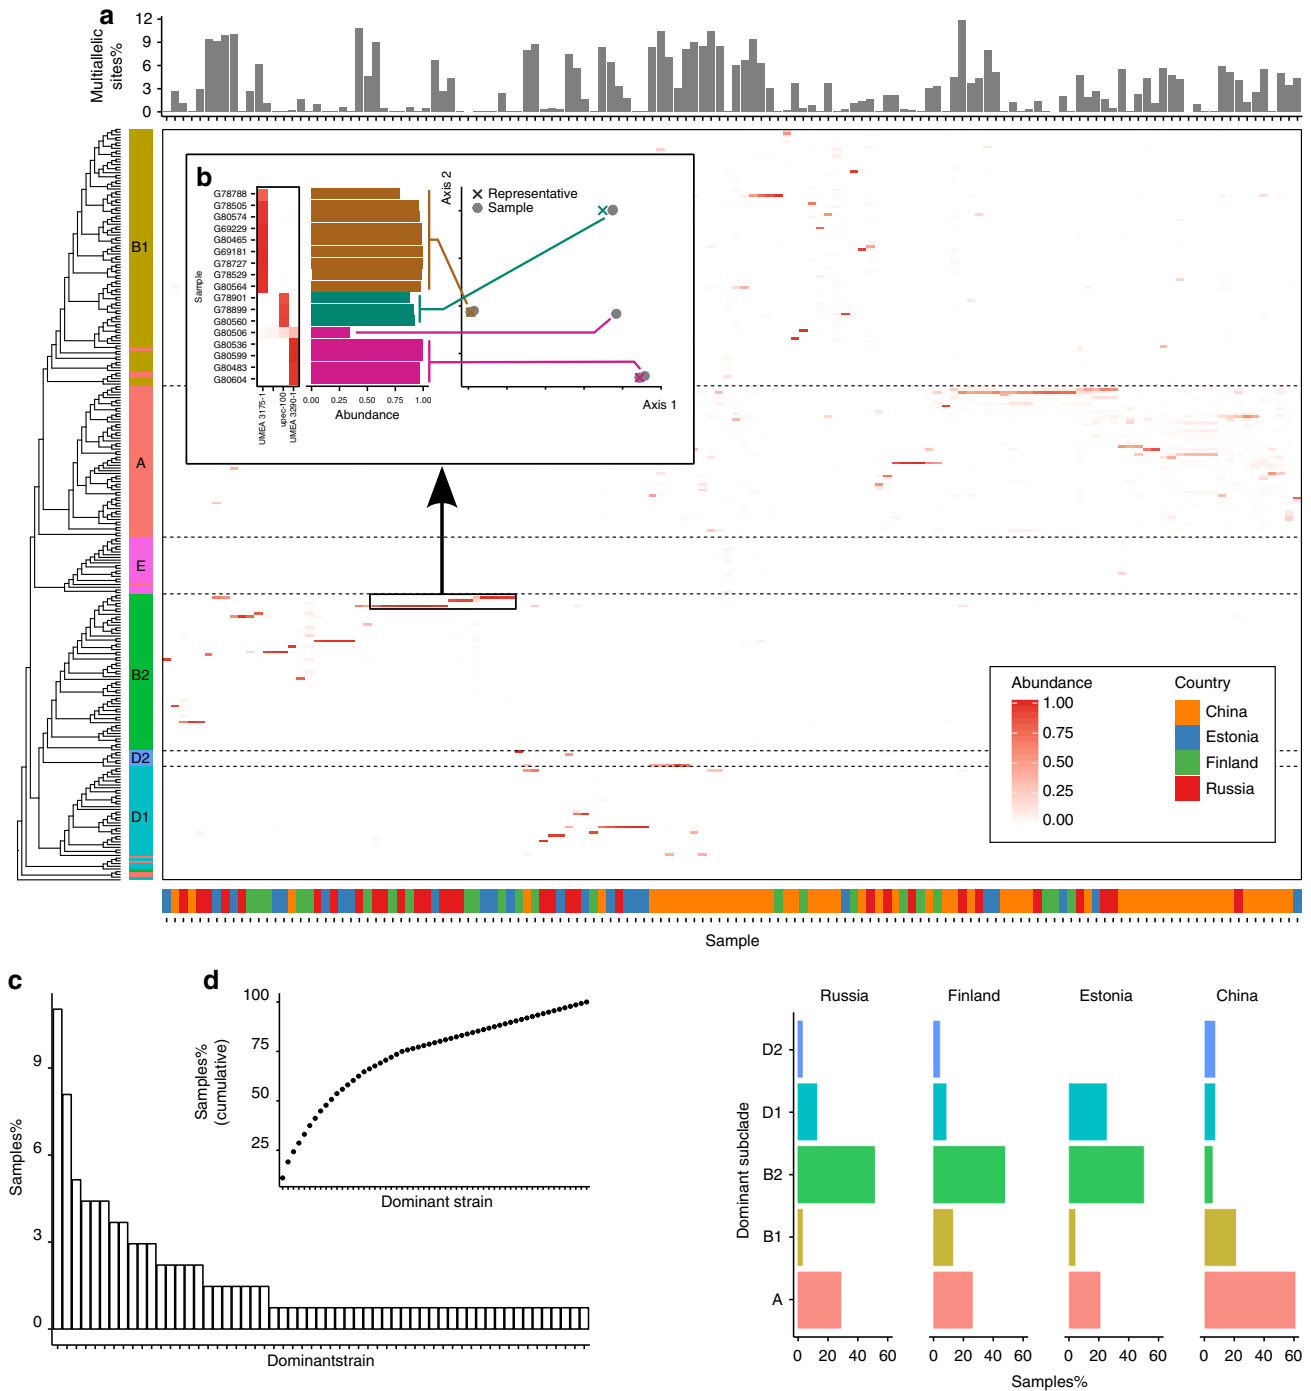 a
Multiallelic
sites%
12
9
6
3
0
B1
A
E
B2
D2
D1
b
Sample
G78788
G78505
G80574
G69229
G80465
G69181
G78727
G78529
G80564
G78901
G78899
G80560
G80506
G80536
G80599
G80483
G80604
UMEA 3175-1
upec-100
UMEA 3290-1
0.00 0.25 0.50 0.75 1.00
Abundance
Axis 2
Representative
Sample
Axis 1
Abundance
1.00
0.75
0.50
0.25
0.00
Country
China
Estonia
Finland
Russia
Sample
c
Samples%
9
6
3
0
Dominantstrain
d
Samples%
(cumulative)
100
75
50
25
Dominant strain
Russia Finland Estonia China
Dominant subclade
D2
D1
B2
B1
A
0 20 40 60 0 20 40 60 0 20 40 60 0 20 40 60
Samples%